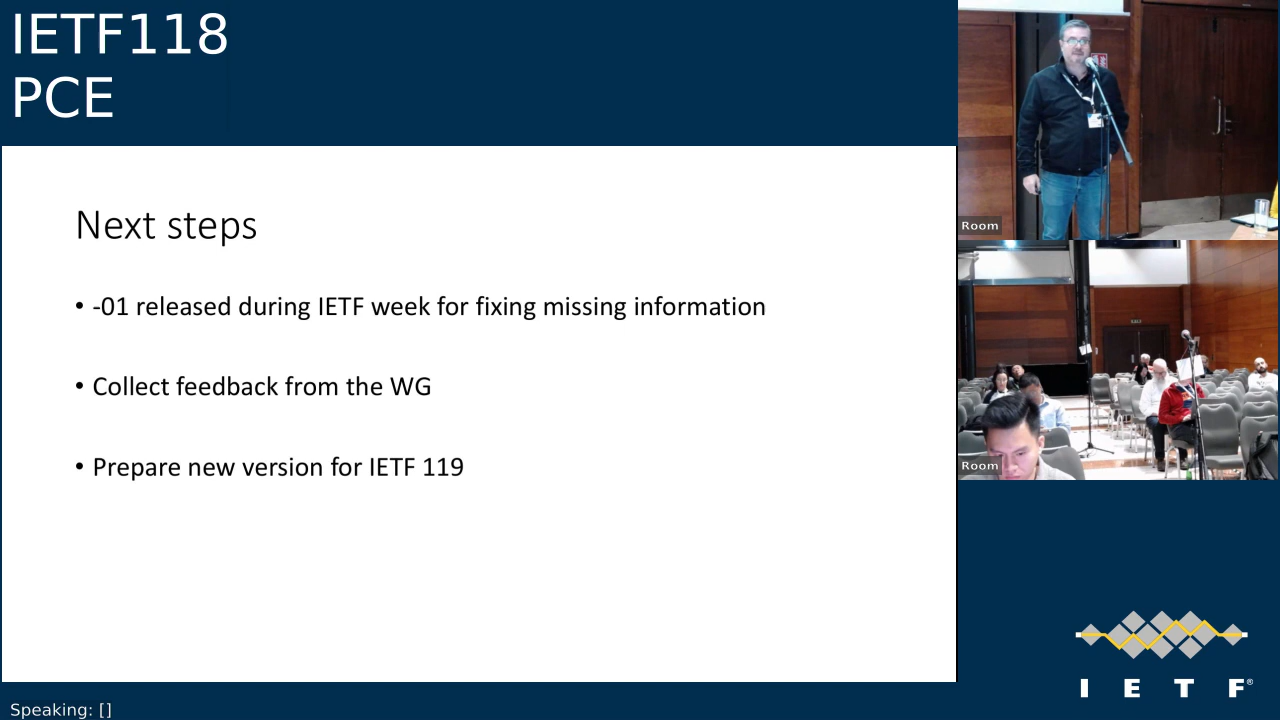 IETF118
PCE
Next steps
• -01 released during IETF week for fixing missing information
• Collect feedback from the WG
• Prepare new version for IETF 119
Room
Room
I E T F®
Speaking: []